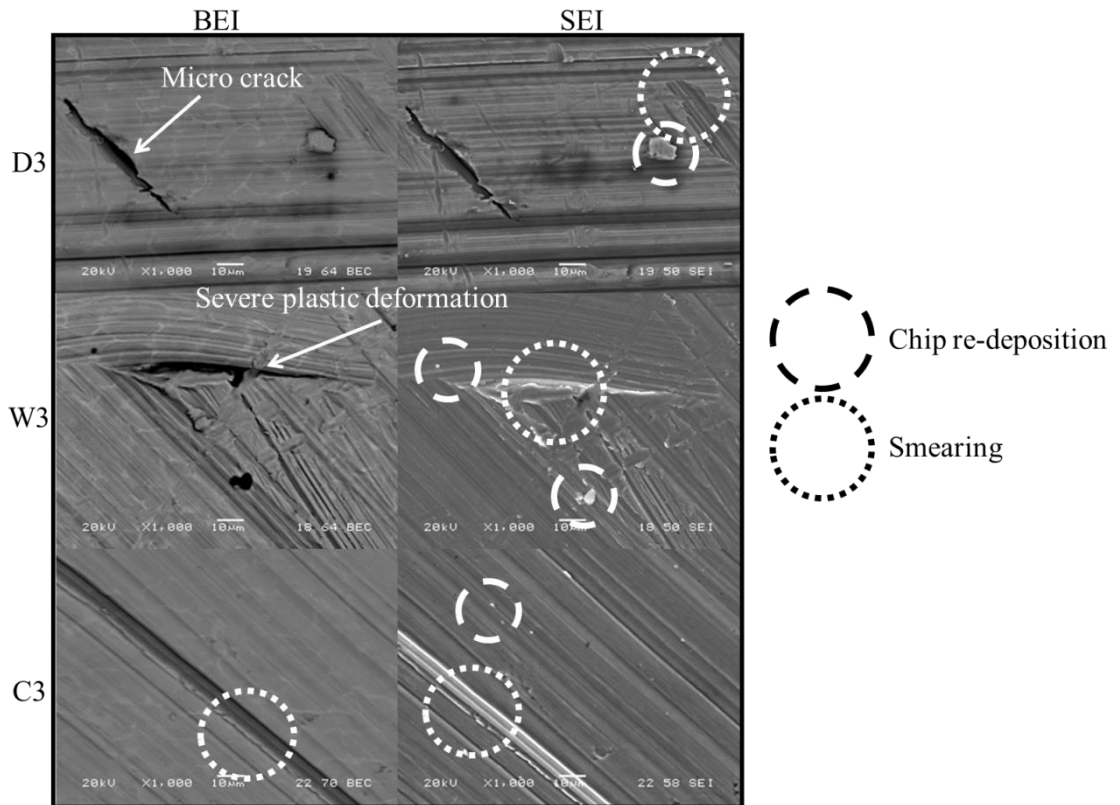 BEI SEI
Micro crack
D3
20kV X1,000 10µm 19 64 BEC
20kV X1,000 10µm 19 50 SEI
Severe plastic deformation
Chip re-deposition
W3
Smearing
20kV X1,000 10µm 18 64 BEC
20kV X1,000 10µm 18 50 SEI
C3
20kV X1,000 10µm 22 70 BEC
20kV X1,000 10µm 22 58 SEI